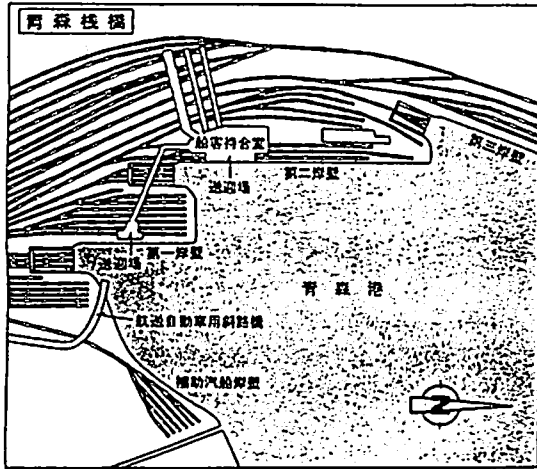 青森桟橋
船客待合室
送迎場
第二岸壁
第三岸壁
送迎場
第一岸壁
青森港
鉄道自動車用斜路橋
補助汽船岸壁
N